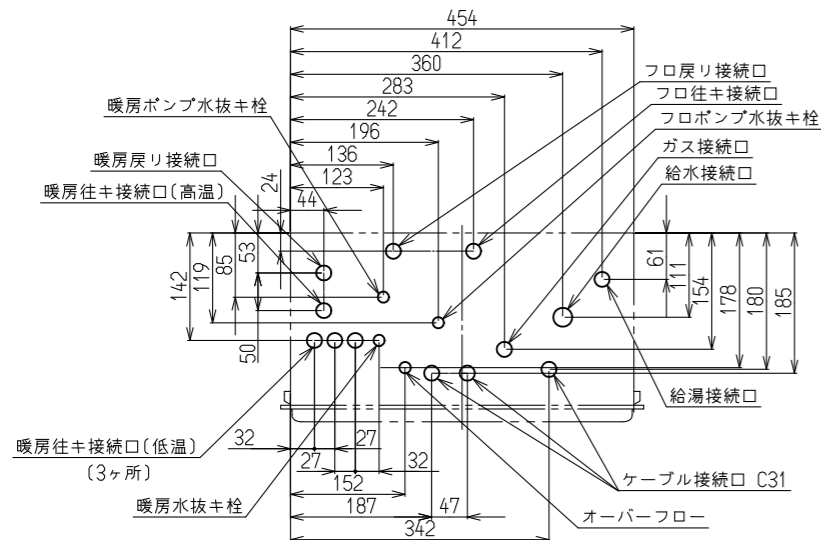 454
412
360
283
242
196
136
123
44
24
フロ戻リ接続口
フロ往キ接続口
フロポンプ水抜キ栓
ガス接続口
給水接続口
暖房ポンプ水抜キ栓
暖房戻リ接続口
暖房往キ接続口(高温)
142
119
85
53
50
61
111
154
178
180
185
給湯接続口
暖房往キ接続口(低温)
(3ヶ所)
暖房水抜キ栓
32
27
27
32
152
187
47
342
ケーブル接続口 C31
オーバーフロー